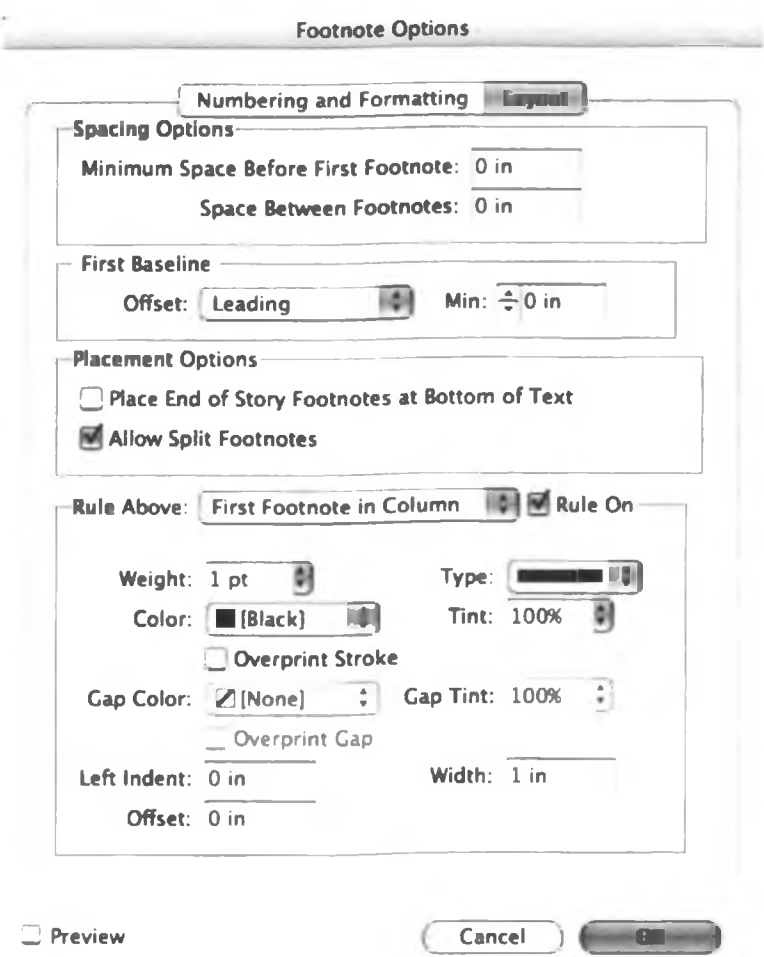 Footnote Options
Numbering and Formatting Layout
Spacing Options
Minimum Space Before First Footnote: 0 in
Space Between Footnotes: 0 in
First Baseline
Offset: Leading Min: 0 in
Placement Options
Place End of Story Footnotes at Bottom of Text
Allow Split Footnotes
Rule Above: First Footnote in Column Rule On
Weight: 1 pt Type:
Color: [Black] Tint: 100%
Overprint Stroke
Gap Color: [None] Gap Tint: 100%
Overprint Gap
Left Indent: 0 in Width: 1 in
Offset: 0 in
Preview Cancel OK